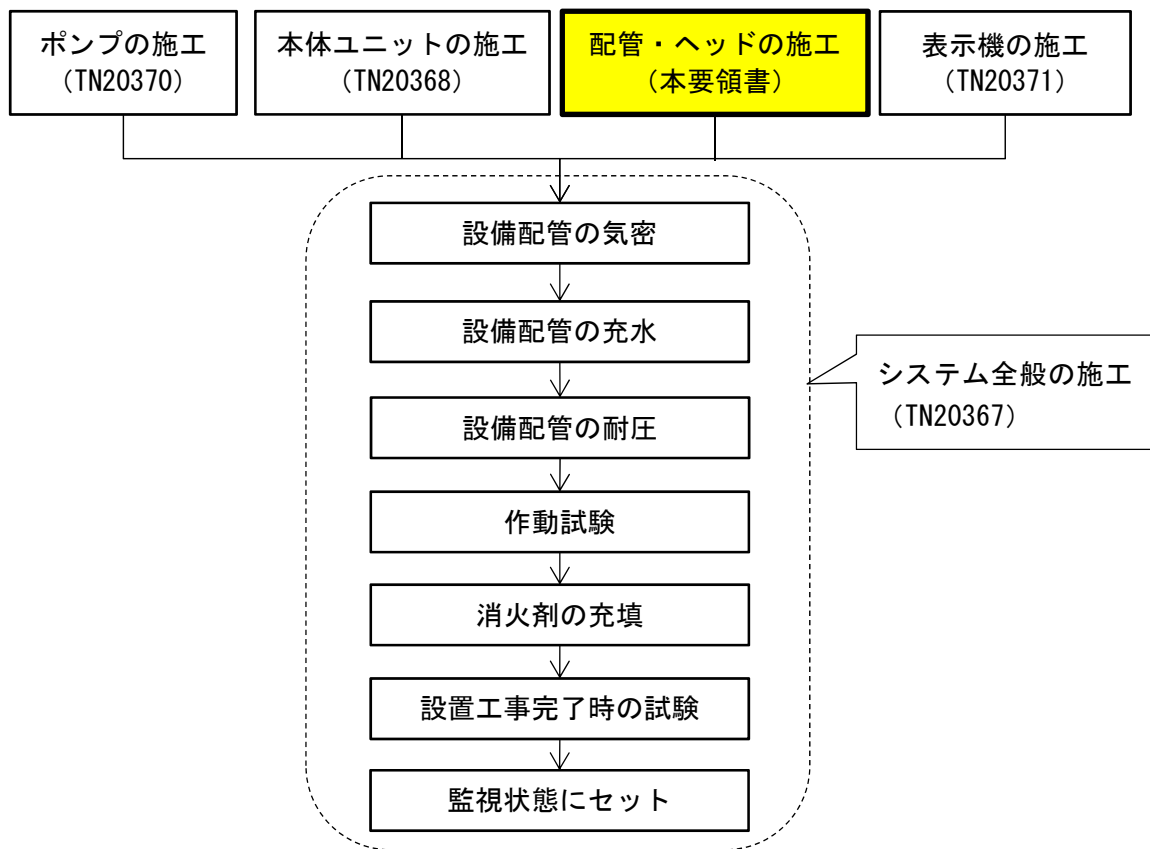 ポンプの施工
(TN20370)
本体ユニットの施工
(TN20368)
配管・ヘッドの施工
(本要領書)
表示機の施工
(TN20371)
設備配管の気密
設備配管の充水
設備配管の耐圧
システム全般の施工
(TN20367)
作動試験
消火剤の充填
設置工事完了時の試験
監視状態にセット